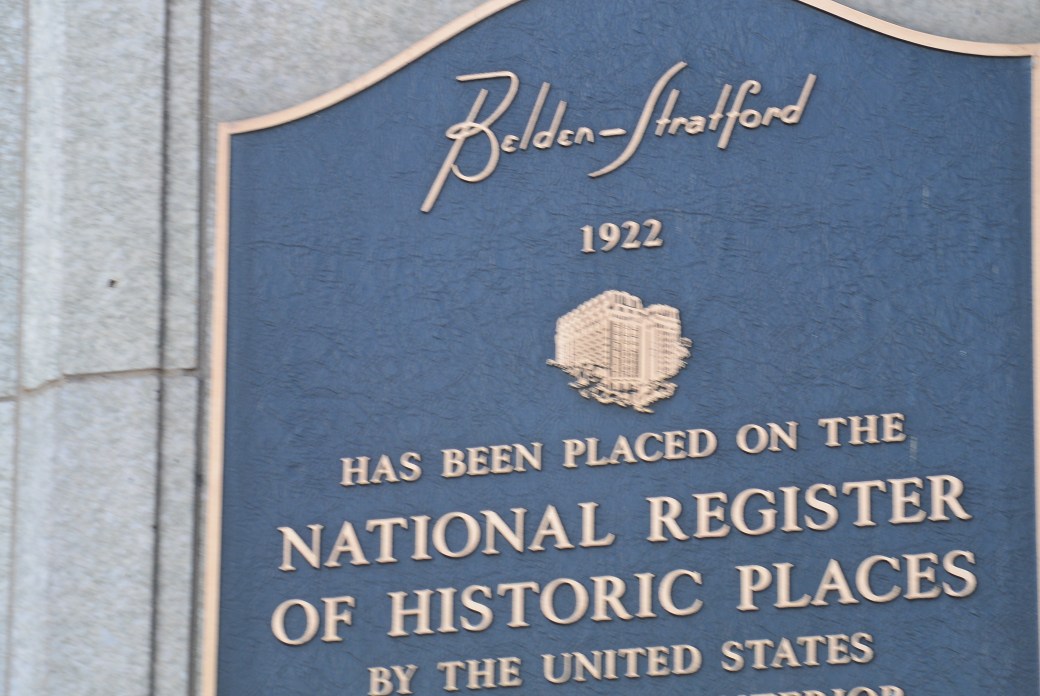 Belden-Stratford
1922
HAS BEEN PLACED ON THE
NATIONAL REGISTER
OF HISTORIC PLACES
BY THE UNITED STATES